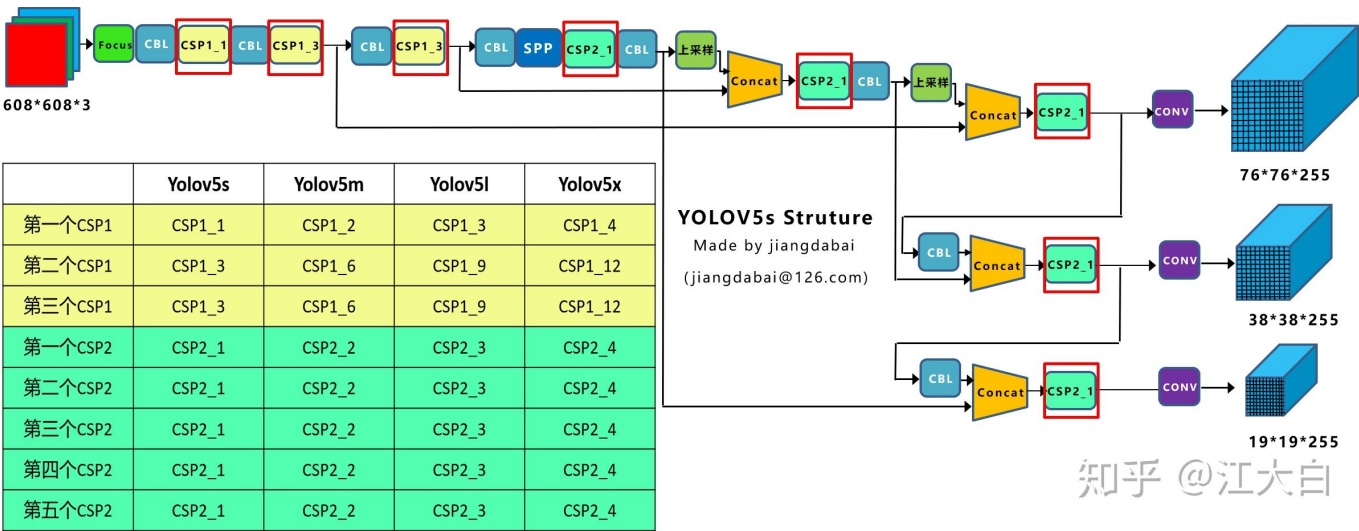 Focus CBL CSP1_1 CBL CSP1_3 CBL CSP1_3 CBL SPP CSP2_1 CBL 上采样 Concat CSP2_1 CBL 上采样 Concat CSP2_1 CONV
608*608*3
76*76*255
YOLOV5s Struture
Made by jiangdabai
(jiangdabai@126.com)
CBL Concat CSP2_1 CONV
38*38*255
CBL Concat CSP2_1 CONV
19*19*255
Yolov5s Yolov5m Yolov5l Yolov5x
第一个CSP1 CSP1_1 CSP1_2 CSP1_3 CSP1_4
第二个CSP1 CSP1_3 CSP1_6 CSP1_9 CSP1_12
第三个CSP1 CSP1_3 CSP1_6 CSP1_9 CSP1_12
第一个CSP2 CSP2_1 CSP2_2 CSP2_3 CSP2_4
第二个CSP2 CSP2_1 CSP2_2 CSP2_3 CSP2_4
第三个CSP2 CSP2_1 CSP2_2 CSP2_3 CSP2_4
第四个CSP2 CSP2_1 CSP2_2 CSP2_3 CSP2_4
第五个CSP2 CSP2_1 CSP2_2 CSP2_3 CSP2_4
知乎 @江大白